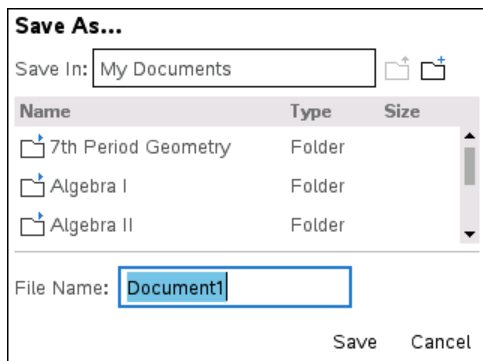 Save As...
Save In: My Documents
Name Type Size
7th Period Geometry Folder
Algebra I Folder
Algebra II Folder
File Name: Document1
Save Cancel